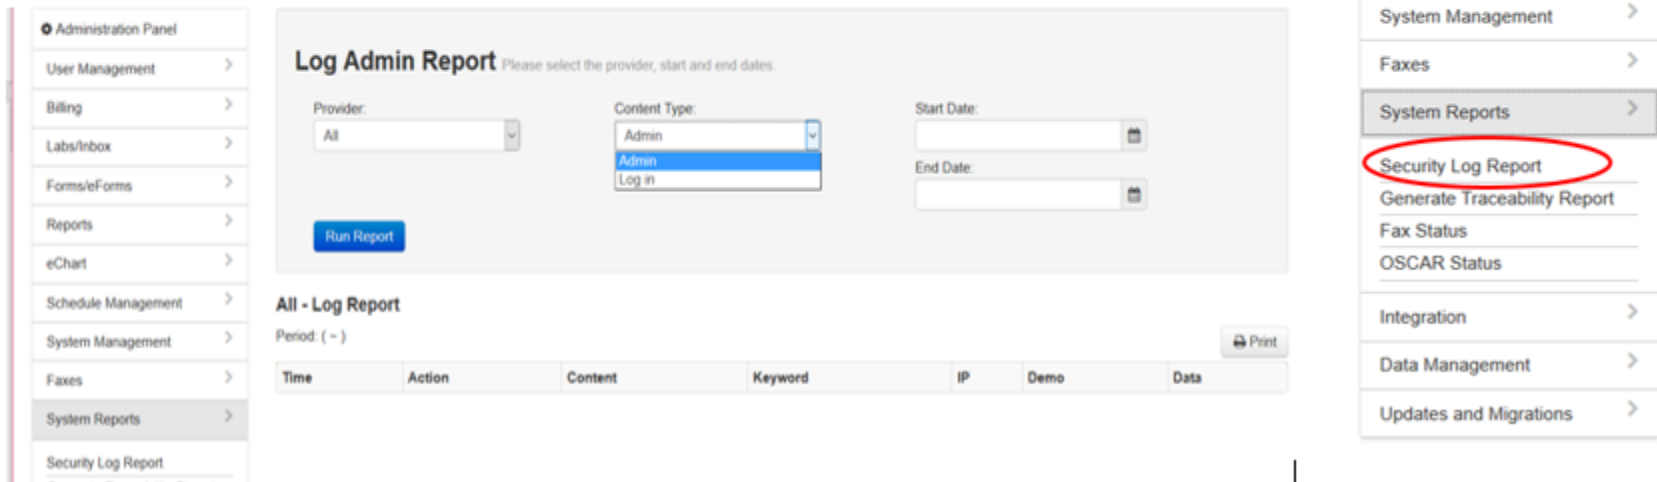 Administration Panel
User Management
Billing
Labs/Inbox
Forms/eForms
Reports
eChart
Schedule Management
System Management
Faxes
System Reports
Security Log Report
Log Admin Report Please select the provider, start and end dates.
Provider:
All
Content Type:
Admin
Admin
Log in
Start Date:
End Date:
Run Report
All - Log Report
Period: ( ~ )
Print
Time Action Content Keyword IP Demo Data
System Management
Faxes
System Reports
Security Log Report
Generate Traceability Report
Fax Status
OSCAR Status
Integration
Data Management
Updates and Migrations